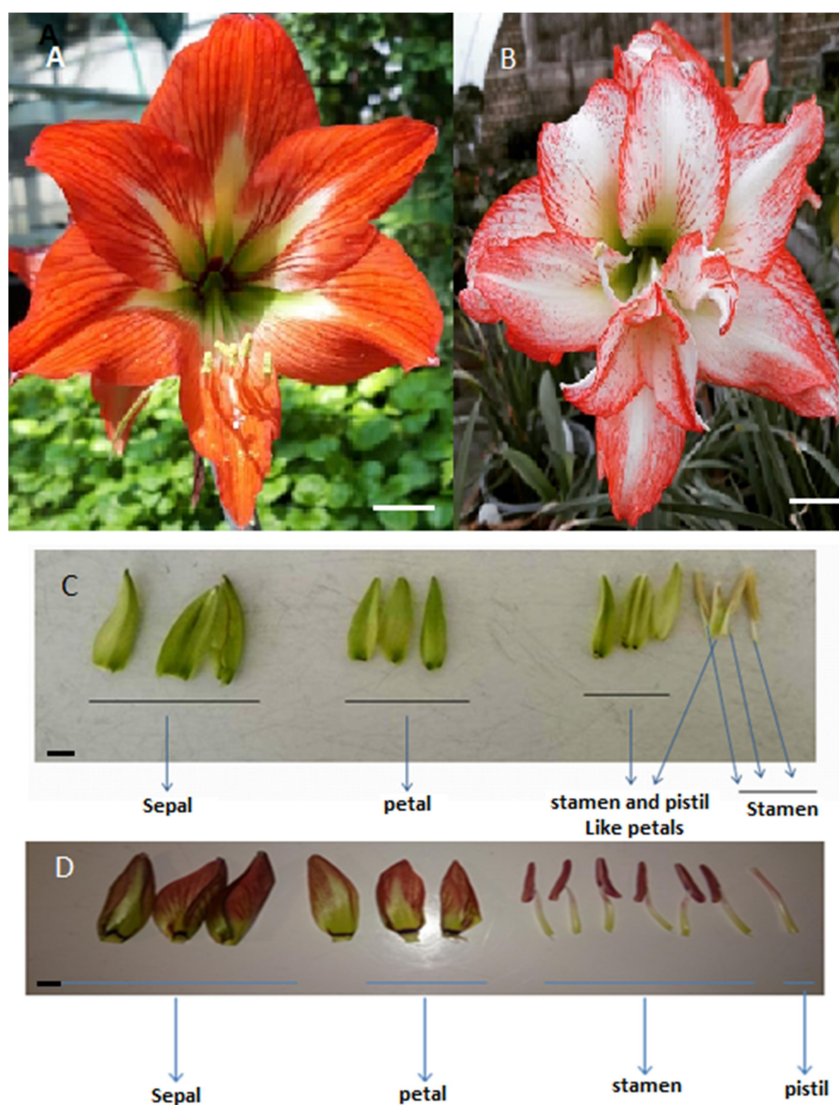 A
A
B
C
Sepal
petal
stamen and pistil
Like petals
Stamen
D
Sepal
petal
stamen
pistil